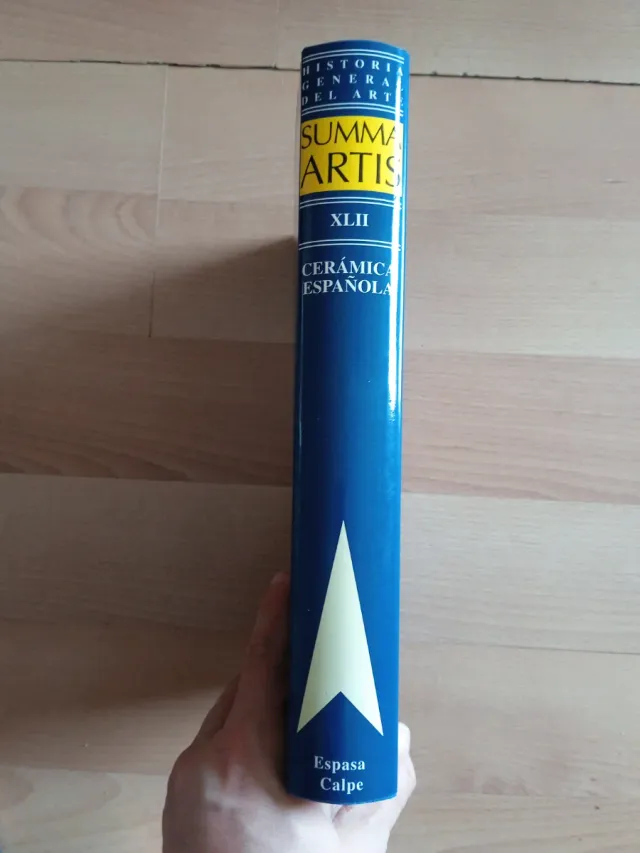 HISTORIA
GENERAL
DEL ARTE
SUMMA
ARTIS
XLII
CERÁMICA
ESPAÑOLA
Espasa
Calpe